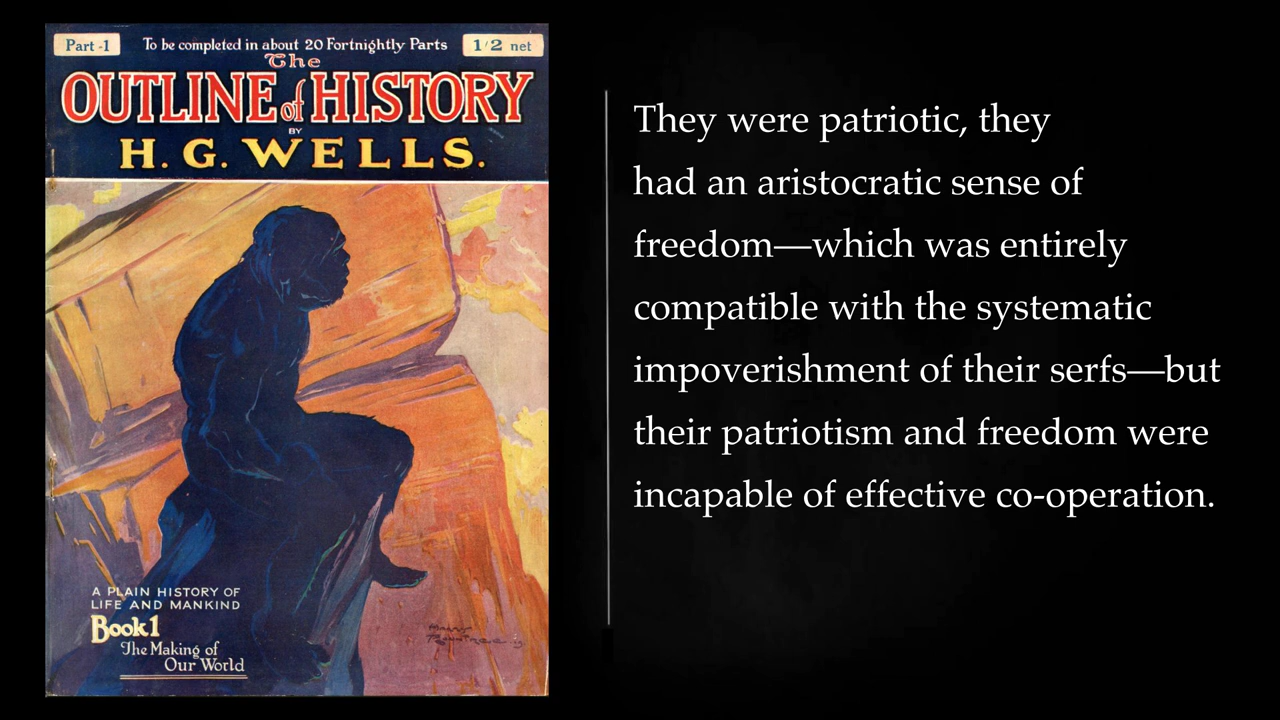 Part -1
To be completed in about 20 Fortnightly Parts
1/2 net
The
OUTLINE of HISTORY
BY
H. G. WELLS.
A PLAIN HISTORY OF
LIFE AND MANKIND
Book 1
The Making of
Our World
They were patriotic, they
had an aristocratic sense of
freedom—which was entirely
compatible with the systematic
impoverishment of their serfs—but
their patriotism and freedom were
incapable of effective co-operation.